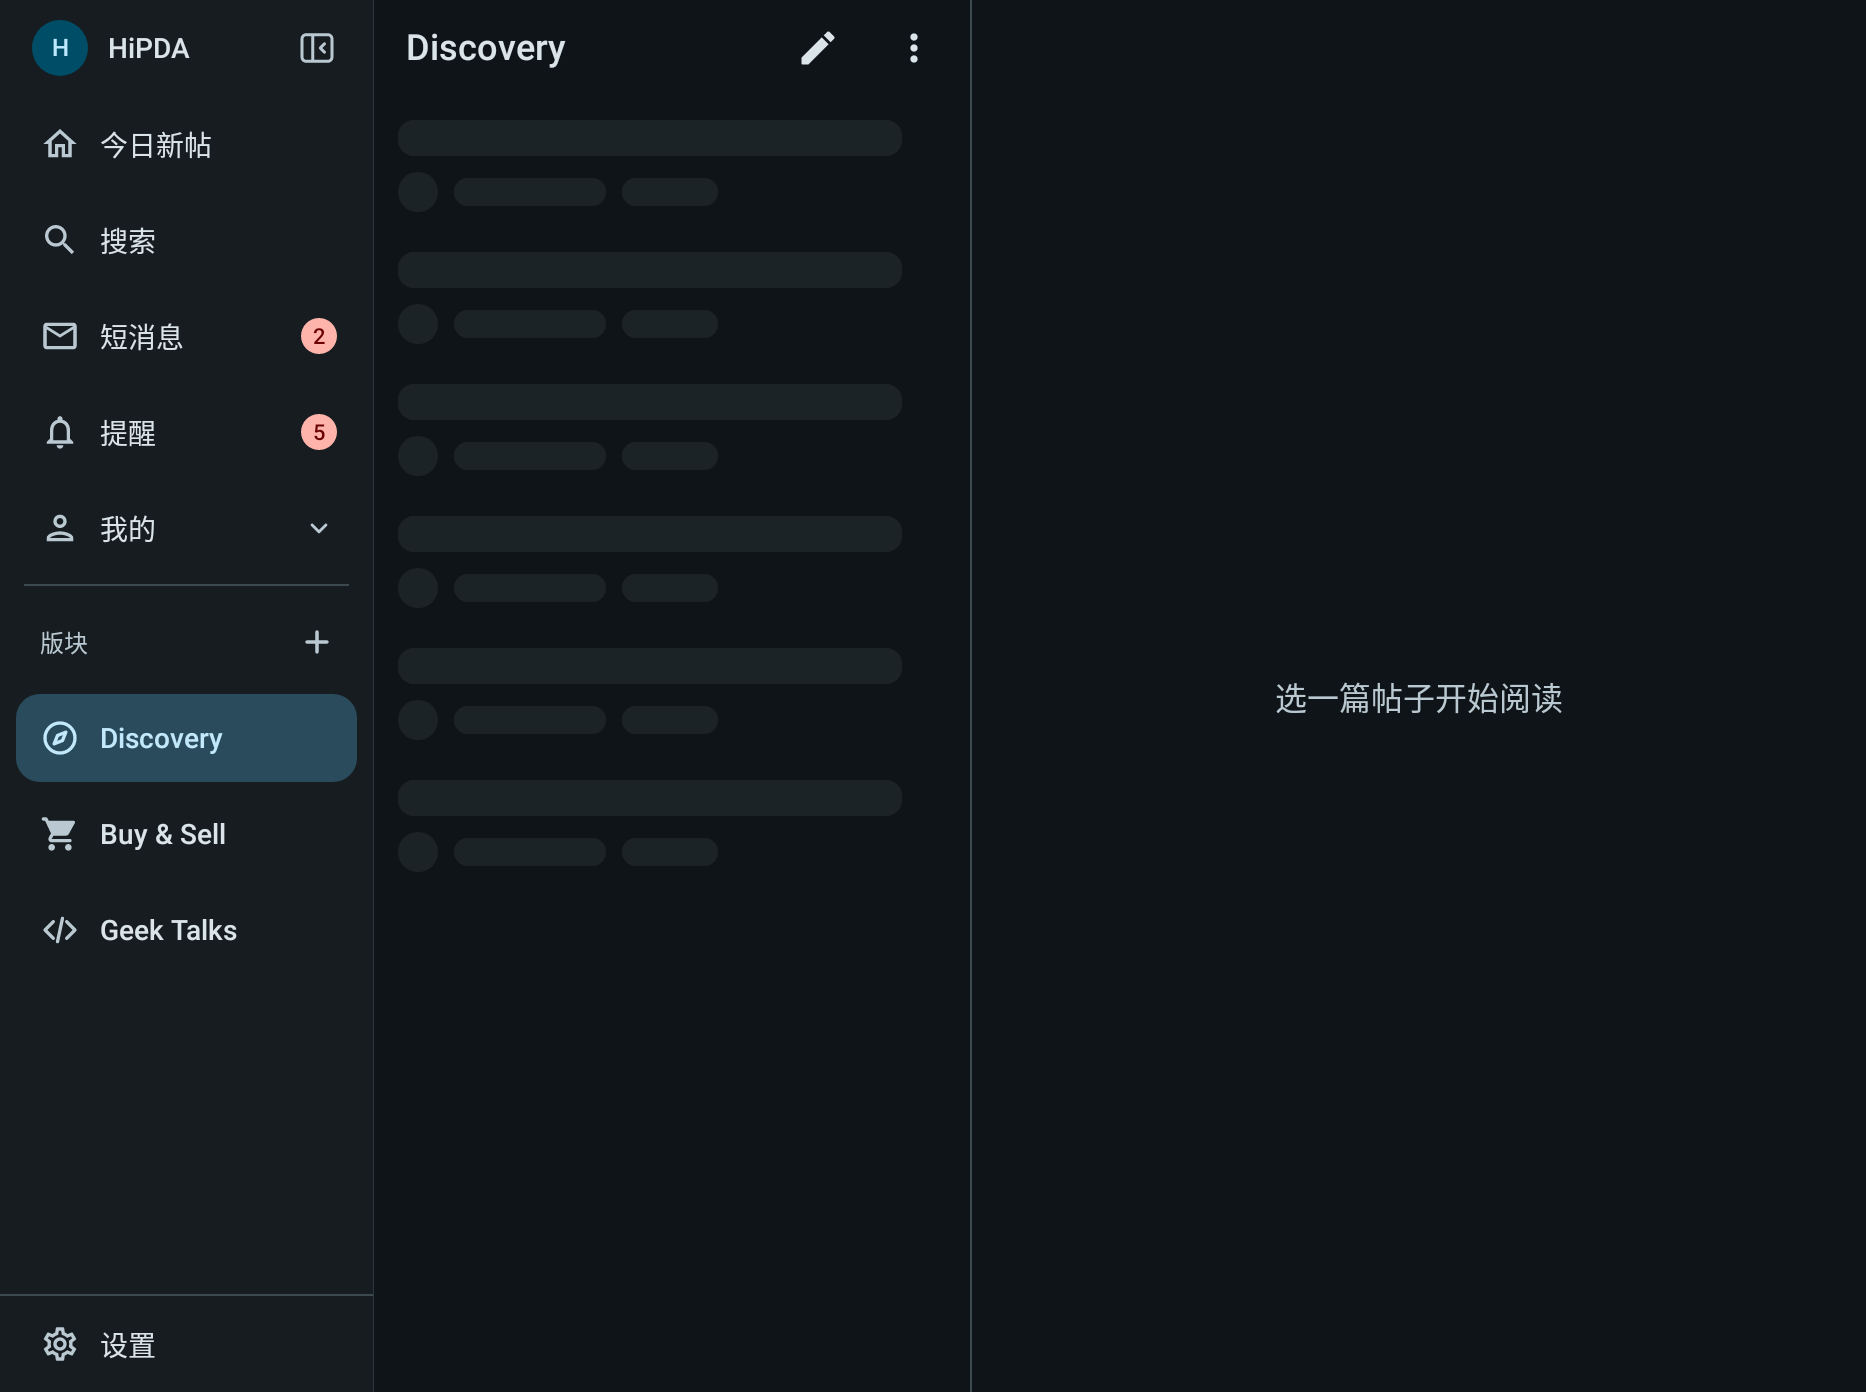 H
HiPDA
今日新帖
搜索
短消息
2
提醒
5
我的
版块
Discovery
Buy & Sell
Geek Talks
设置
Discovery
选一篇帖子开始阅读